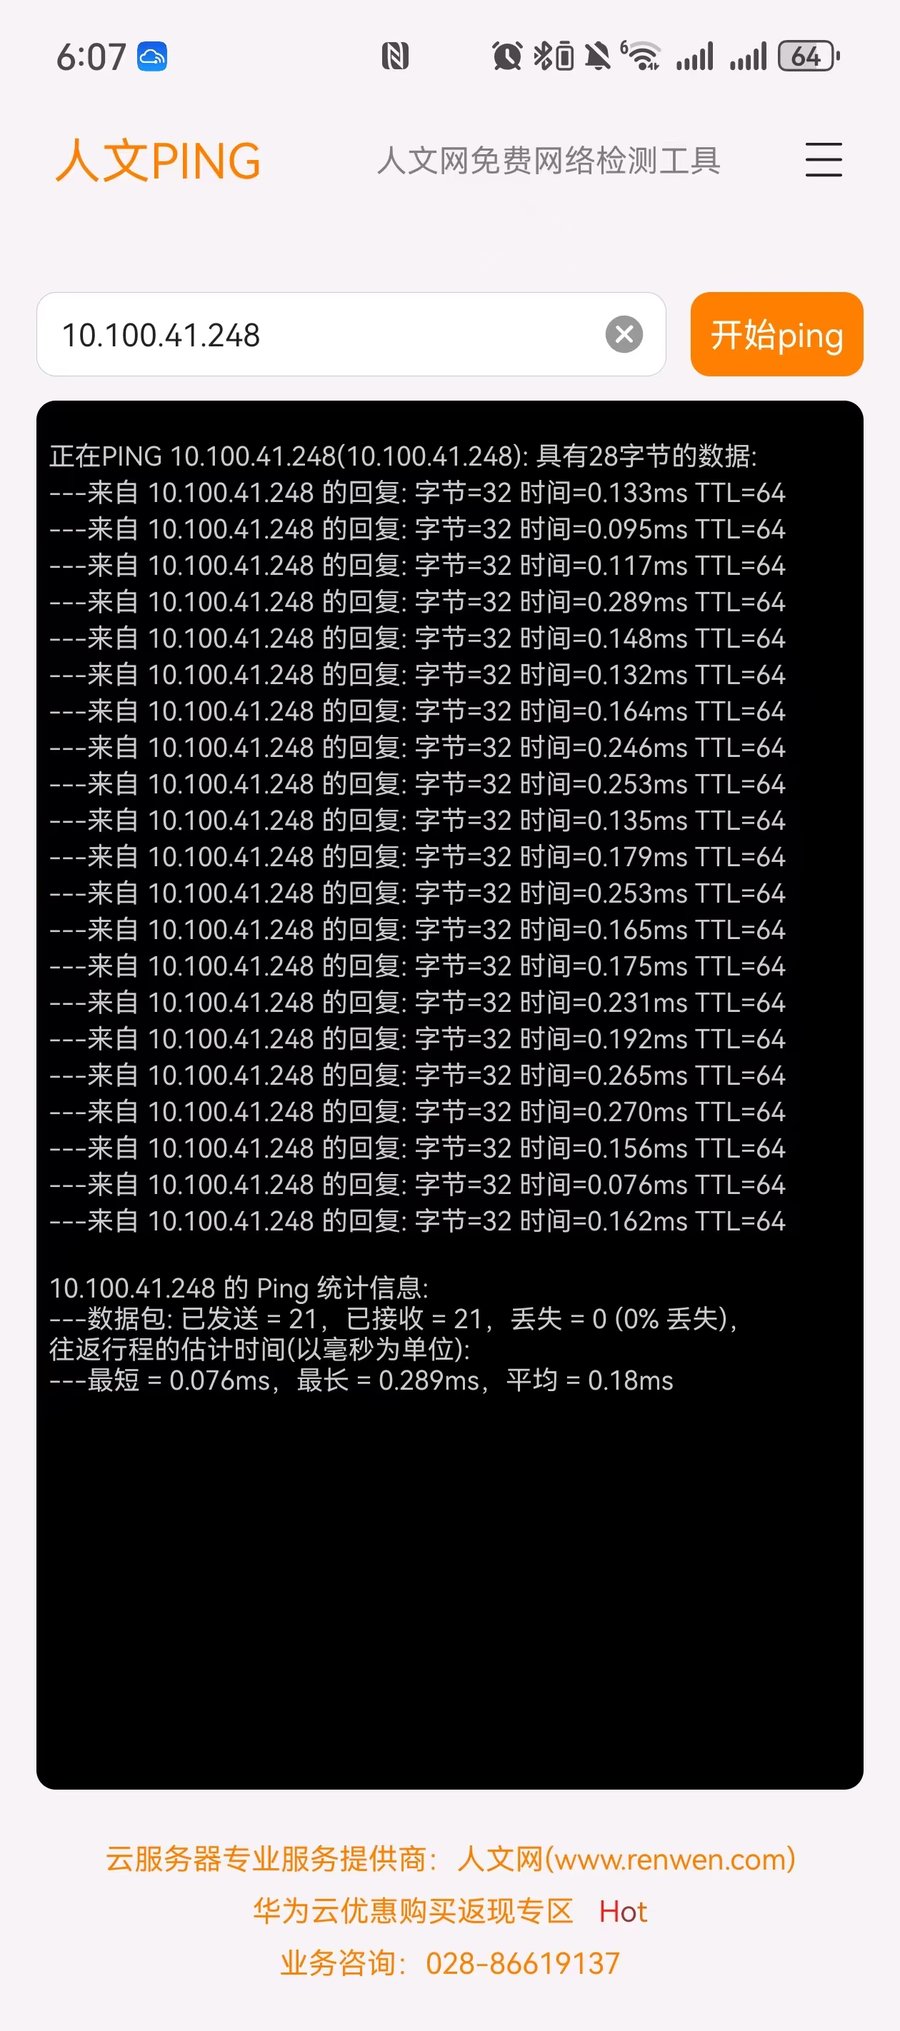 6:07
6
64
人文PING
人文网免费网络检测工具
10.100.41.248
开始ping
正在PING 10.100.41.248(10.100.41.248): 具有28字节的数据:
---来自 10.100.41.248 的回复: 字节=32 时间=0.133ms TTL=64
---来自 10.100.41.248 的回复: 字节=32 时间=0.095ms TTL=64
---来自 10.100.41.248 的回复: 字节=32 时间=0.117ms TTL=64
---来自 10.100.41.248 的回复: 字节=32 时间=0.289ms TTL=64
---来自 10.100.41.248 的回复: 字节=32 时间=0.148ms TTL=64
---来自 10.100.41.248 的回复: 字节=32 时间=0.132ms TTL=64
---来自 10.100.41.248 的回复: 字节=32 时间=0.164ms TTL=64
---来自 10.100.41.248 的回复: 字节=32 时间=0.246ms TTL=64
---来自 10.100.41.248 的回复: 字节=32 时间=0.253ms TTL=64
---来自 10.100.41.248 的回复: 字节=32 时间=0.135ms TTL=64
---来自 10.100.41.248 的回复: 字节=32 时间=0.179ms TTL=64
---来自 10.100.41.248 的回复: 字节=32 时间=0.253ms TTL=64
---来自 10.100.41.248 的回复: 字节=32 时间=0.165ms TTL=64
---来自 10.100.41.248 的回复: 字节=32 时间=0.175ms TTL=64
---来自 10.100.41.248 的回复: 字节=32 时间=0.231ms TTL=64
---来自 10.100.41.248 的回复: 字节=32 时间=0.192ms TTL=64
---来自 10.100.41.248 的回复: 字节=32 时间=0.265ms TTL=64
---来自 10.100.41.248 的回复: 字节=32 时间=0.270ms TTL=64
---来自 10.100.41.248 的回复: 字节=32 时间=0.156ms TTL=64
---来自 10.100.41.248 的回复: 字节=32 时间=0.076ms TTL=64
---来自 10.100.41.248 的回复: 字节=32 时间=0.162ms TTL=64
10.100.41.248 的 Ping 统计信息:
---数据包: 已发送 = 21，已接收 = 21，丢失 = 0 (0% 丢失)，
往返行程的估计时间(以毫秒为单位):
---最短 = 0.076ms，最长 = 0.289ms，平均 = 0.18ms
云服务器专业服务提供商：人文网(www.renwen.com)
华为云优惠购买返现专区 Hot
业务咨询：028-86619137